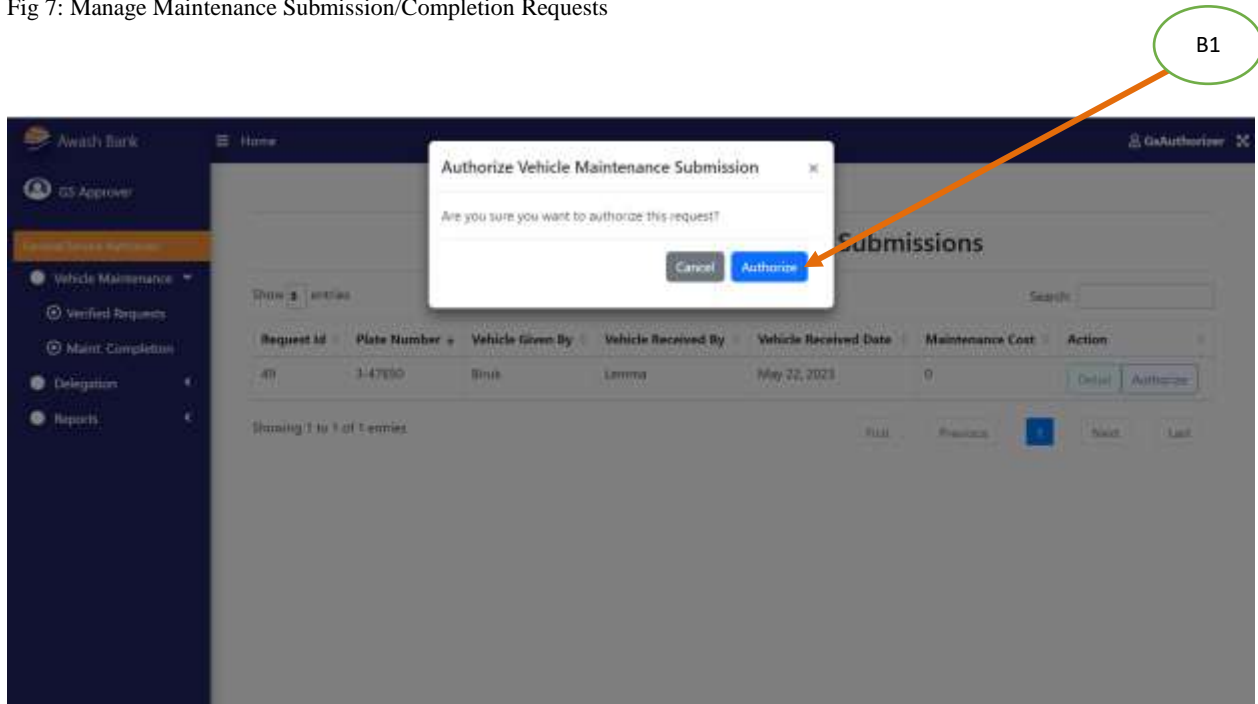 Fig 7: Manage Maintenance Submission/Completion Requests
B1
Awash Bank
Home
GsAuthorizer
GS Approver
Authorize Vehicle Maintenance Submission ×
Are you sure you want to authorize this request?
Cancel Authorize
Submissions
Vehicle Maintenance
Verified Requests
Maint. Completion
Delegation
Reports
Show entries
Search:
Request Id Plate Number Vehicle Given By Vehicle Received By Vehicle Received Date Maintenance Cost Action
49 Biruk Lemma May 22, 2023 0 Detail Authorize
Showing 1 to 1 of 1 entries
First Previous 1 Next Last